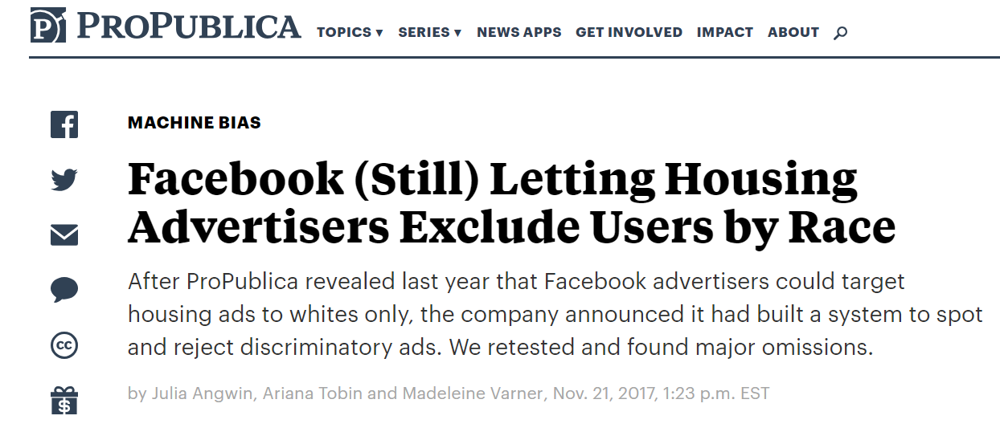 PROPUBLICA TOPICS ▼ SERIES ▼ NEWS APPS GET INVOLVED IMPACT ABOUT
MACHINE BIAS
Facebook (Still) Letting Housing
Advertisers Exclude Users by Race
After ProPublica revealed last year that Facebook advertisers could target
housing ads to whites only, the company announced it had built a system to spot
and reject discriminatory ads. We retested and found major omissions.
cc
by Julia Angwin, Ariana Tobin and Madeleine Varner, Nov. 21, 2017, 1:23 p.m. EST
$